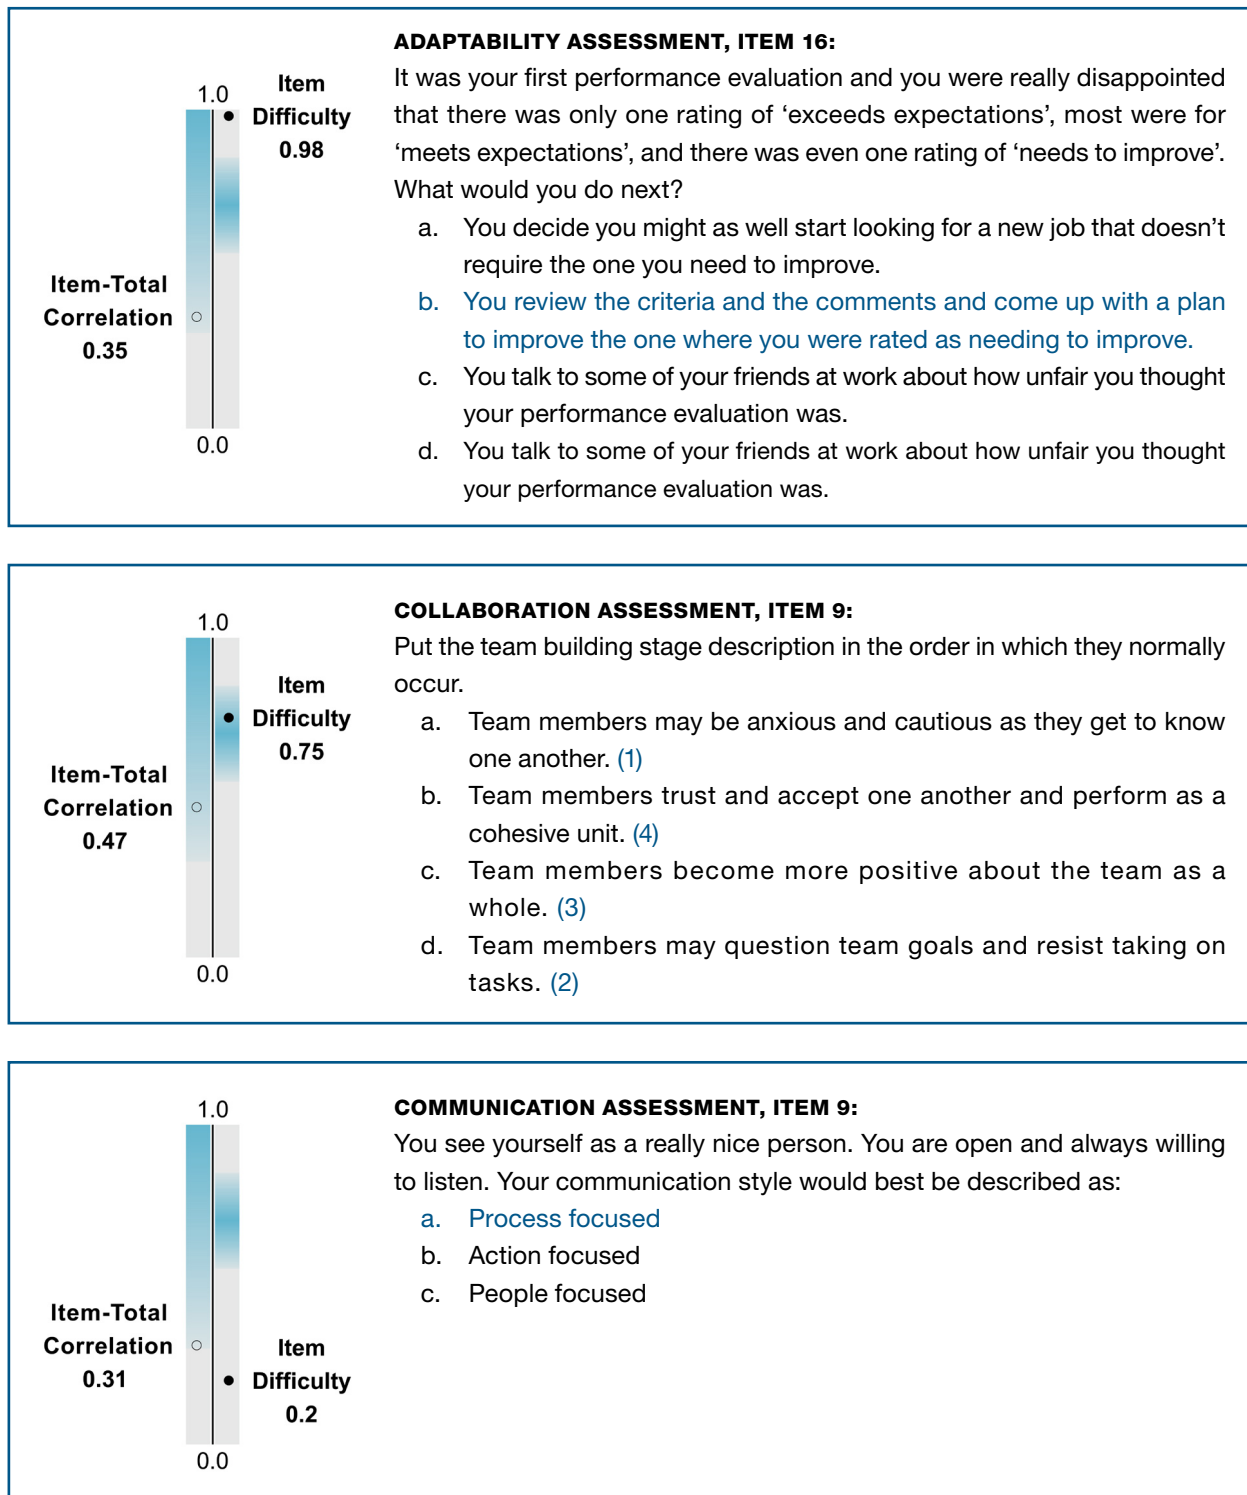 ADAPTABILITY ASSESSMENT, ITEM 16:
It was your first performance evaluation and you were really disappointed
that there was only one rating of ‘exceeds expectations’, most were for
‘meets expectations’, and there was even one rating of ‘needs to improve’.
What would you do next?
a. You decide you might as well start looking for a new job that doesn’t
require the one you need to improve.
b. You review the criteria and the comments and come up with a plan
to improve the one where you were rated as needing to improve.
c. You talk to some of your friends at work about how unfair you thought
your performance evaluation was.
d. You talk to some of your friends at work about how unfair you thought
your performance evaluation was.
1.0
Item
Difficulty
0.98
Item-Total
Correlation
0.35
0.0
COLLABORATION ASSESSMENT, ITEM 9:
Put the team building stage description in the order in which they normally
occur.
a. Team members may be anxious and cautious as they get to know
one another. (1)
b. Team members trust and accept one another and perform as a
cohesive unit. (4)
c. Team members become more positive about the team as a
whole. (3)
d. Team members may question team goals and resist taking on
tasks. (2)
1.0
Item
Difficulty
0.75
Item-Total
Correlation
0.47
0.0
COMMUNICATION ASSESSMENT, ITEM 9:
You see yourself as a really nice person. You are open and always willing
to listen. Your communication style would best be described as:
a. Process focused
b. Action focused
c. People focused
1.0
Item-Total
Correlation
0.31
Item
Difficulty
0.2
0.0